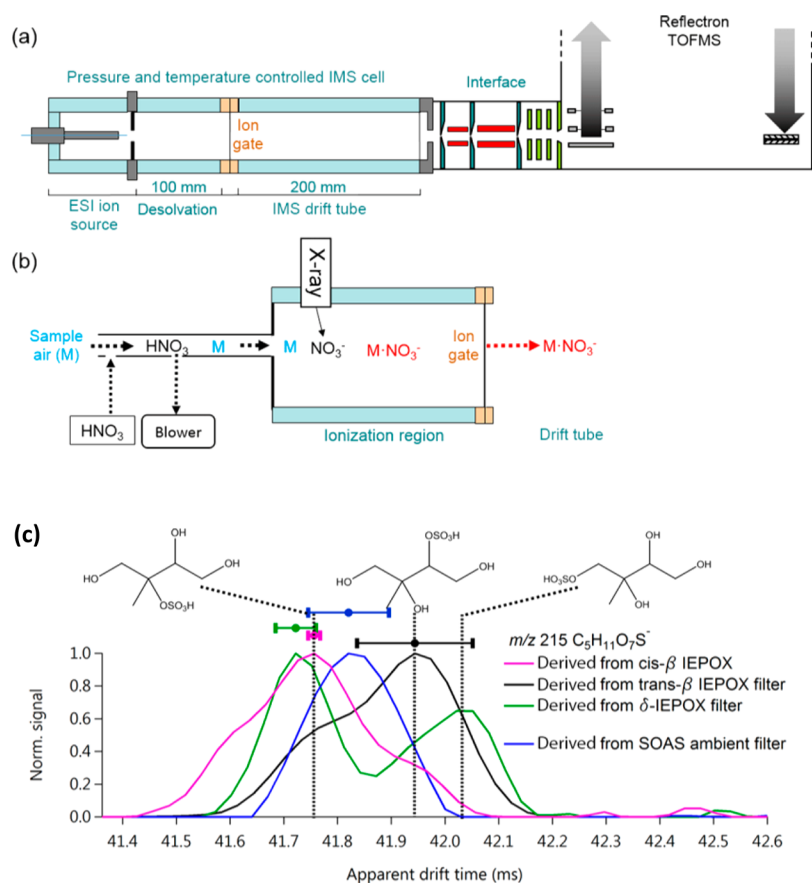 (a)
Reflectron
TOFMS
Pressure and temperature controlled IMS cell
Interface
Ion
gate
100 mm
200 mm
ESI ion
source
Desolvation
IMS drift tube
(b)
X-ray
Sample
air (M)
HNO₃
M
M
NO₃⁻
M·NO₃⁻
Ion
gate
M·NO₃⁻
HNO₃
Blower
Ionization region
Drift tube
(c)
OH
HO
OH
OSO₃H
OSO₃H
HO
OH
OH
OH
HO₃SO
OH
OH
m/z 215 C₅H₁₁O₇S⁻
Derived from cis-β IEPOX
Derived from trans-β IEPOX filter
Derived from δ-IEPOX filter
Derived from SOAS ambient filter
Norm. signal
1.0
0.8
0.6
0.4
0.2
0.0
41.4 41.5 41.6 41.7 41.8 41.9 42.0 42.1 42.2 42.3 42.4 42.5 42.6
Apparent drift time (ms)